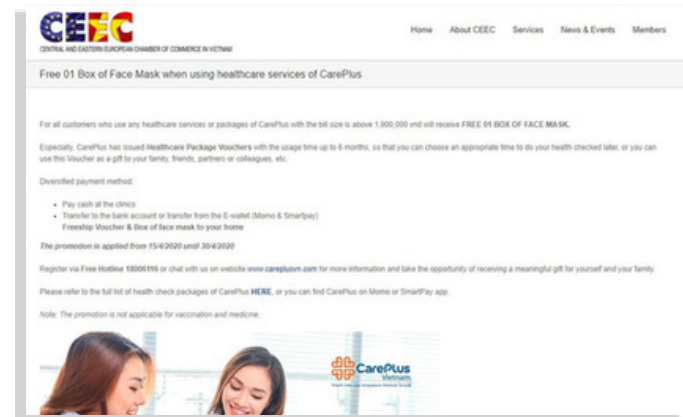 CEEC
CENTRAL AND EASTERN EUROPEAN CHAMBER OF COMMERCE IN VIETNAM
Home About CEEC Services News & Events Members
Free 01 Box of Face Mask when using healthcare services of CarePlus
For all customers who use any healthcare services or packages of CarePlus with the bill size is above 1,900,000 vnd will receive FREE 01 BOX OF FACE MASK.
Especially, CarePlus has issued Healthcare Package Vouchers with the usage time up to 6 months, so that you can choose an appropriate time to do your health checked later, or you can
use this Voucher as a gift to your family, friends, partners or colleagues, etc.
Diversified payment method:
Pay cash at the clinics
Transfer to the bank account or transfer from the E-wallet (Momo & Smartpay)
Freeship Voucher & Box of face mask to your home
The promotion is applied from 15/4/2020 until 30/4/2020
Register via Free Hotline 18006116 or chat with us on website www.careplusvn.com for more information and take the opportunity of receiving a meaningful gift for yourself and your family.
Please refer to the full list of health check packages of CarePlus HERE, or you can find CarePlus on Momo or SmartPay app.
Note: The promotion is not applicable for vaccination and medicine.
CarePlus
Vietnam